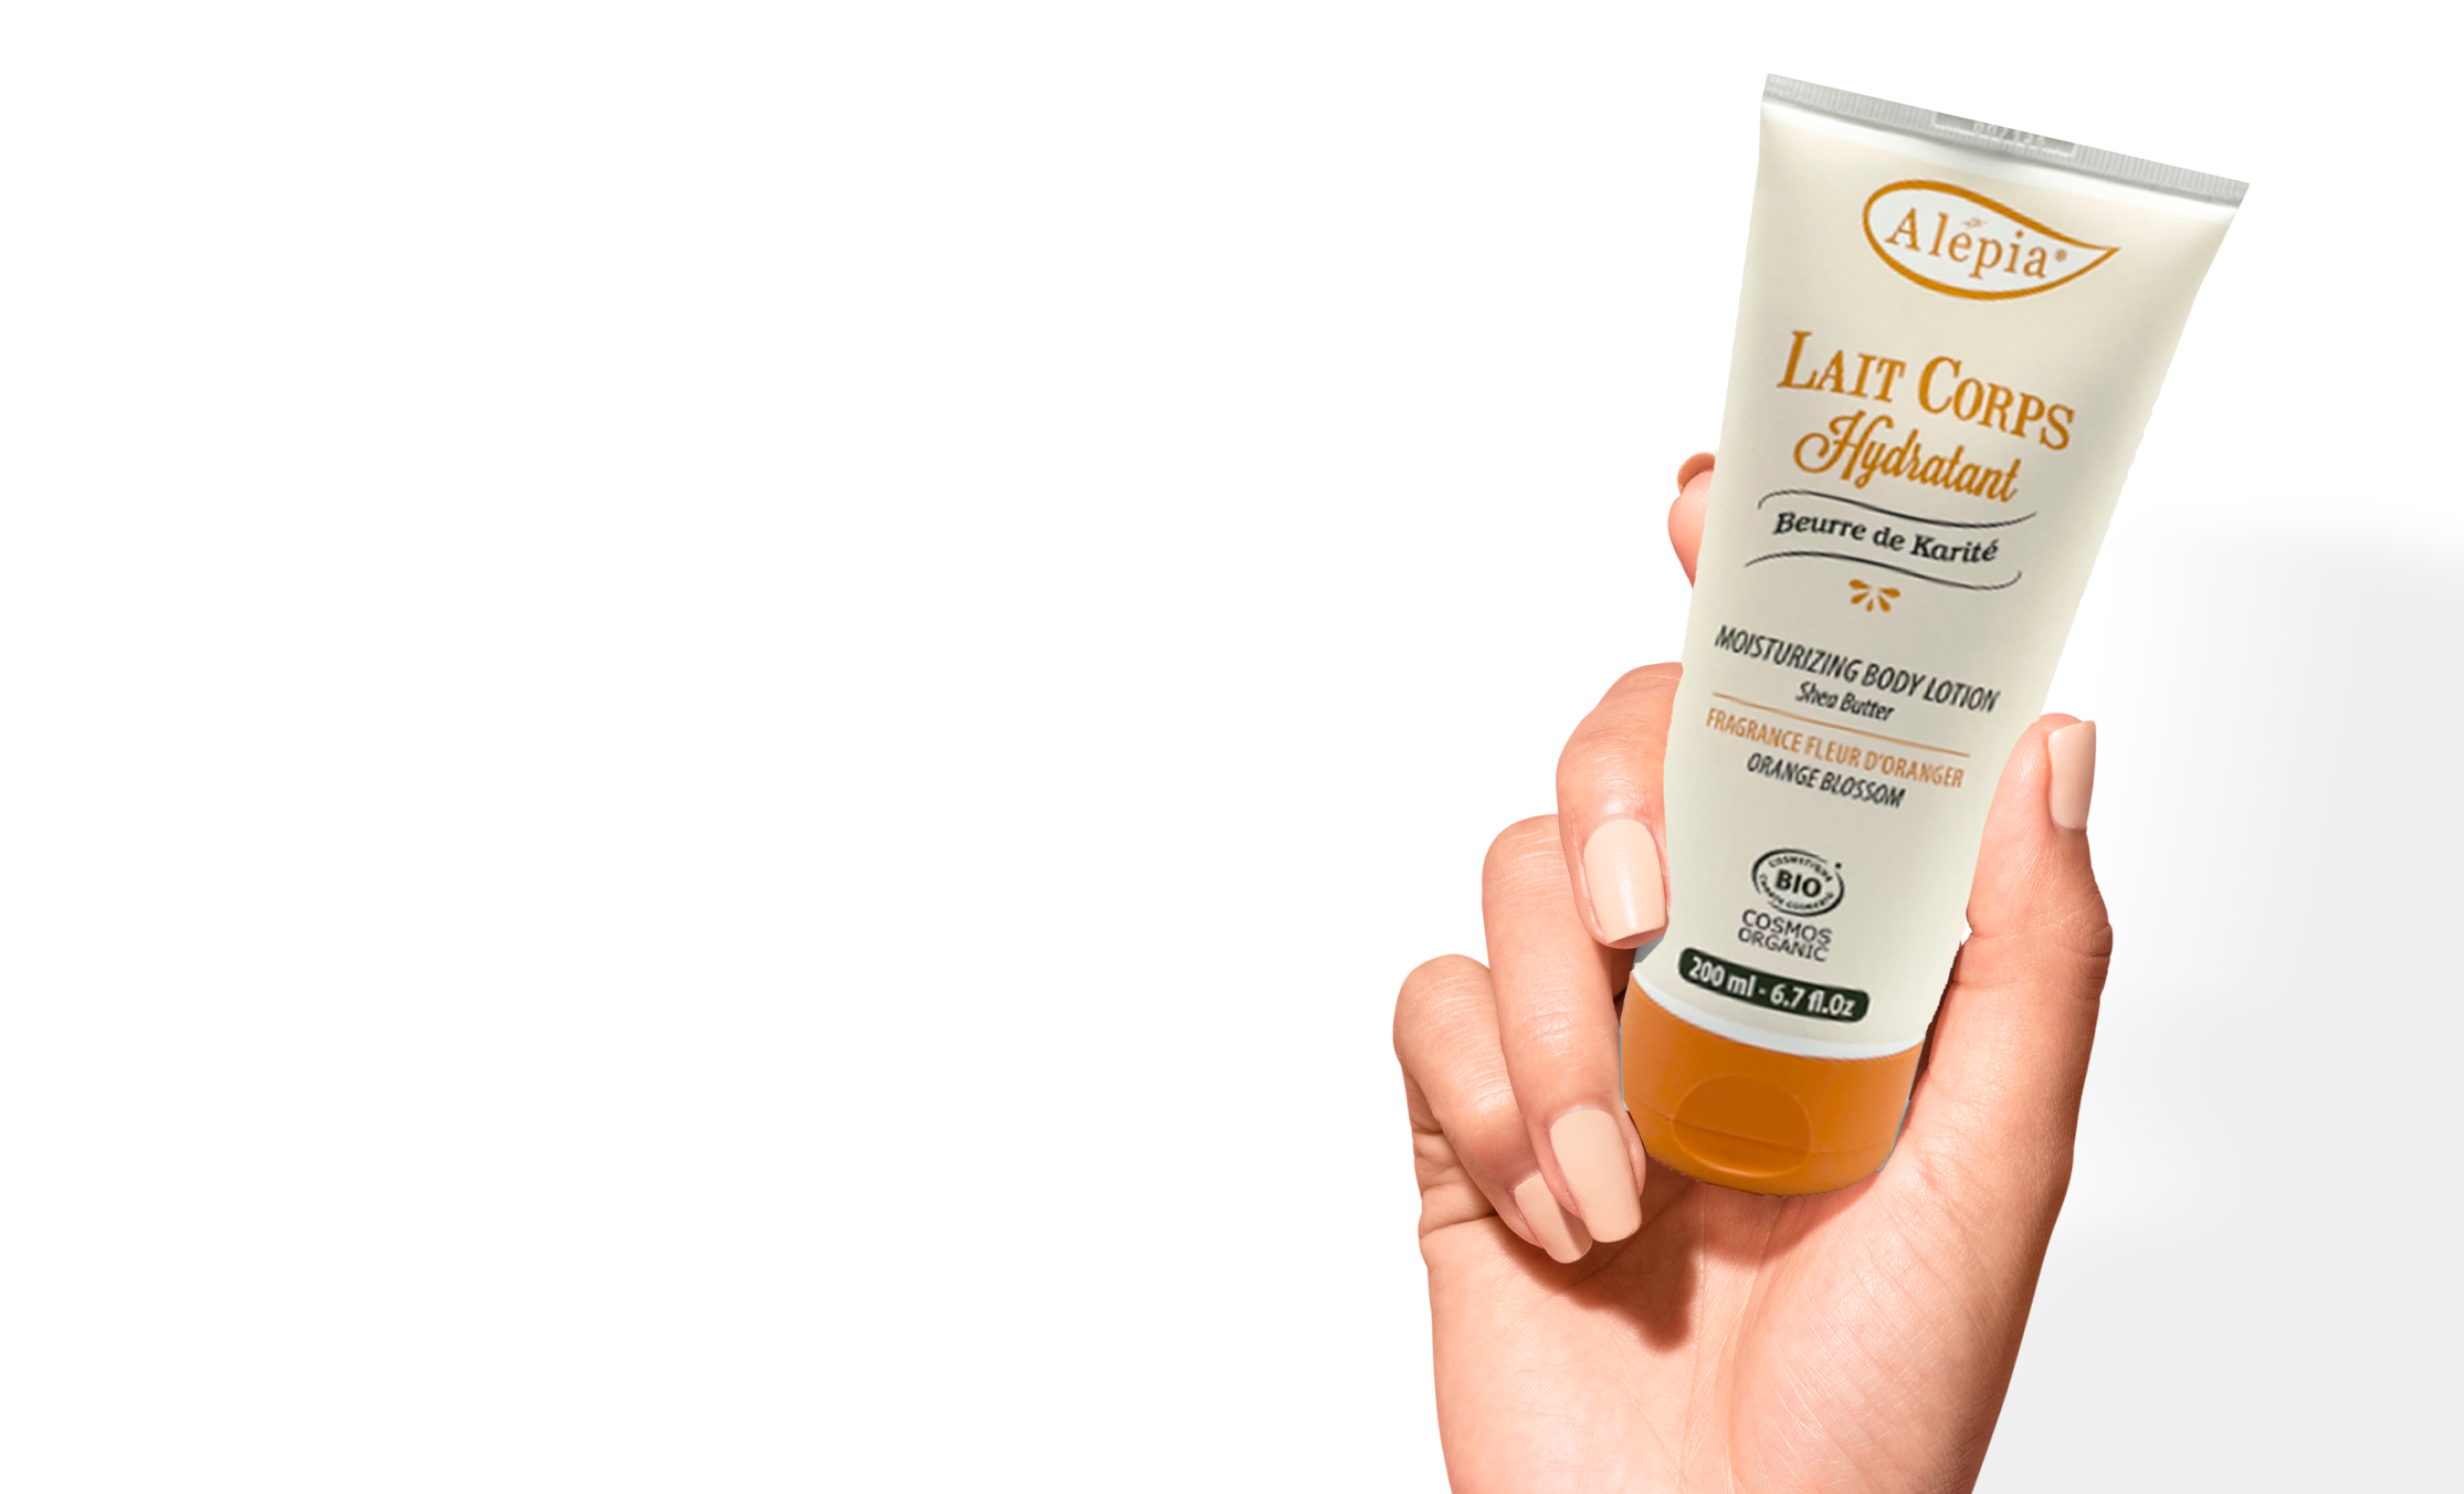 Alépia®
LAIT CORPS
Hydratant
Beurre de Karité
MOISTURIZING BODY LOTION
Shea Butter
FRAGRANCE FLEUR D'ORANGER
ORANGE BLOSSOM
BIO
COSMOS
ORGANIC
200 ml - 6.7 fl.Oz